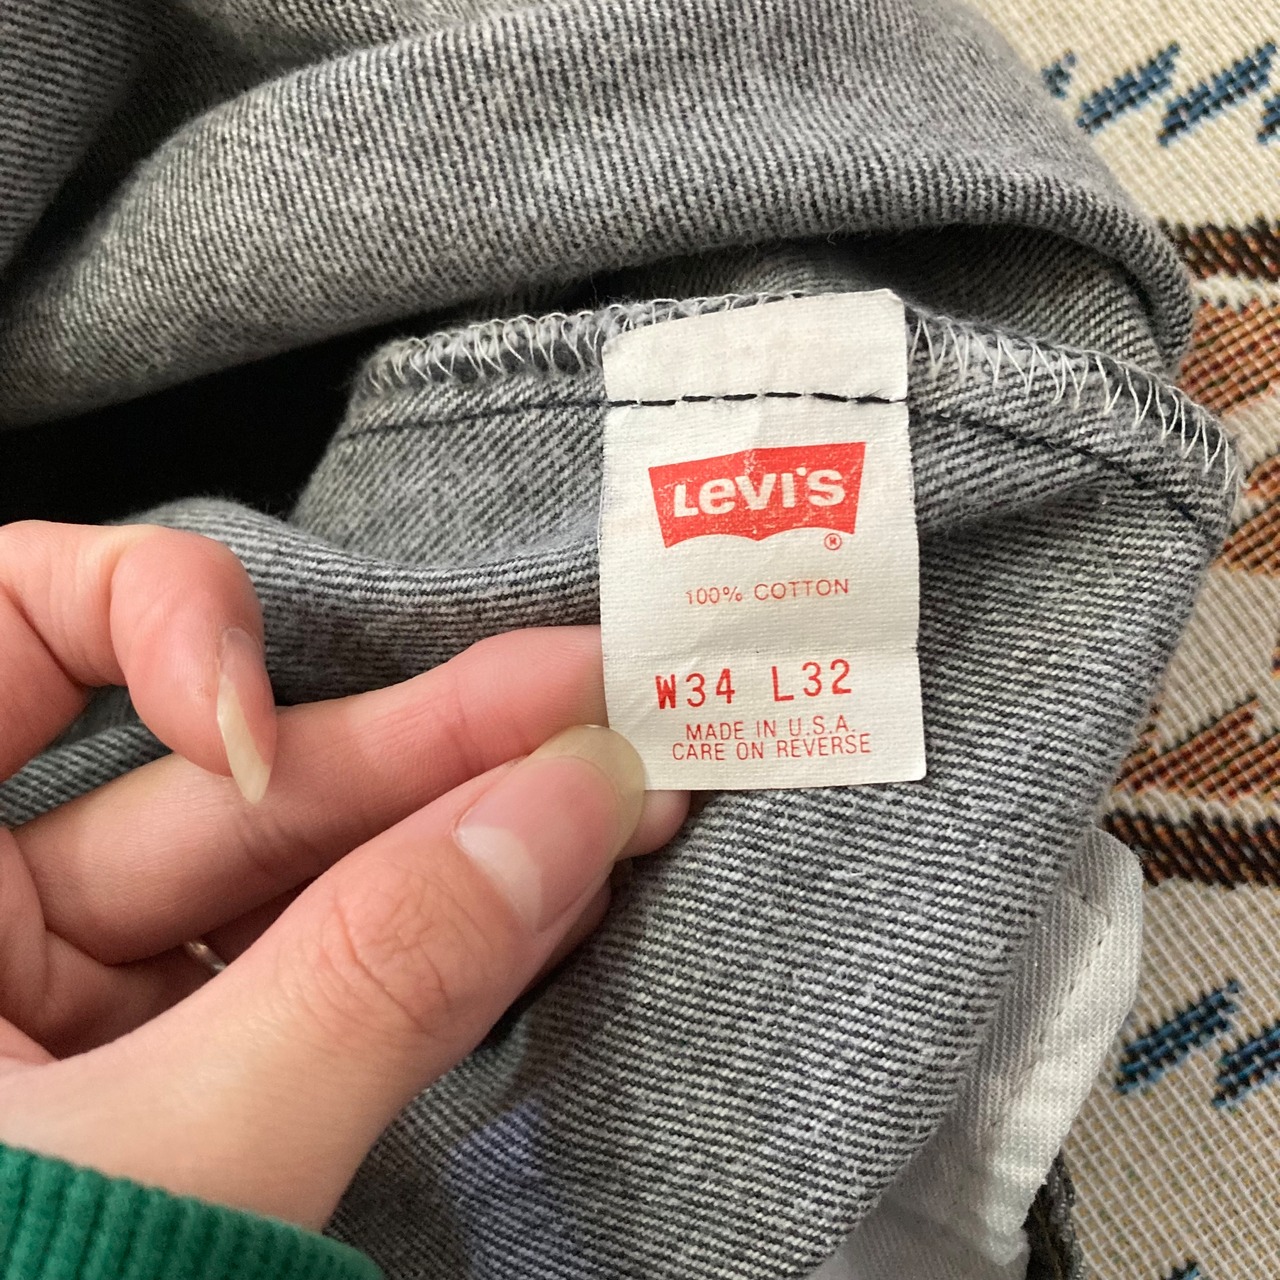 LEVI'S
®
100% COTTON
W34 L32
MADE IN U.S.A.
CARE ON REVERSE